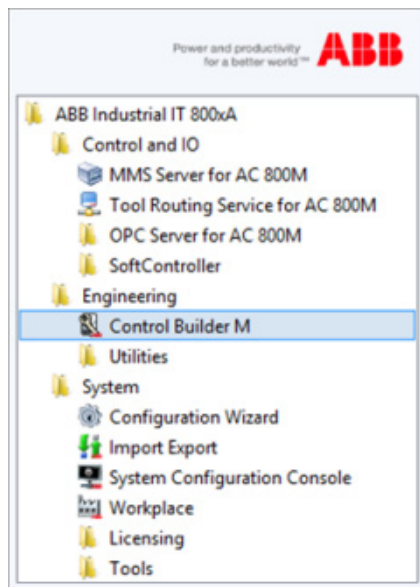 Power and productivity
for a better world™
ABB
ABB Industrial IT 800xA
Control and IO
MMS Server for AC 800M
Tool Routing Service for AC 800M
OPC Server for AC 800M
SoftController
Engineering
Control Builder M
Utilities
System
Configuration Wizard
Import Export
System Configuration Console
Workplace
Licensing
Tools